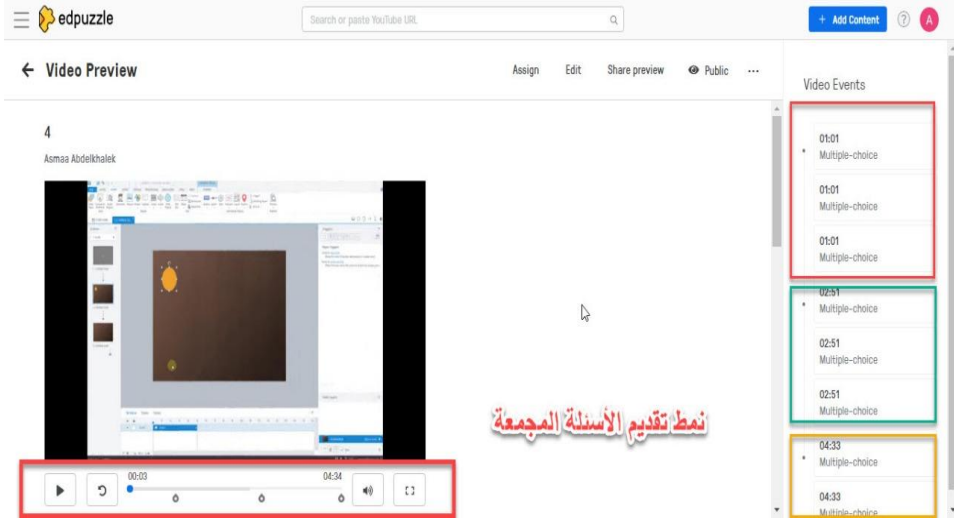 edpuzzle
Search or paste YouTube URL
+ Add Content
?
A
← Video Preview
Assign
Edit
Share preview
Public
...
4
Asmaa Abdelkhalek
نمط تقديم الأسئلة المجمعة
00:03
04:34
Video Events
01:01
Multiple-choice
01:01
Multiple-choice
01:01
Multiple-choice
02:51
Multiple-choice
02:51
Multiple-choice
02:51
Multiple-choice
04:33
Multiple-choice
04:33
Multiple-choice